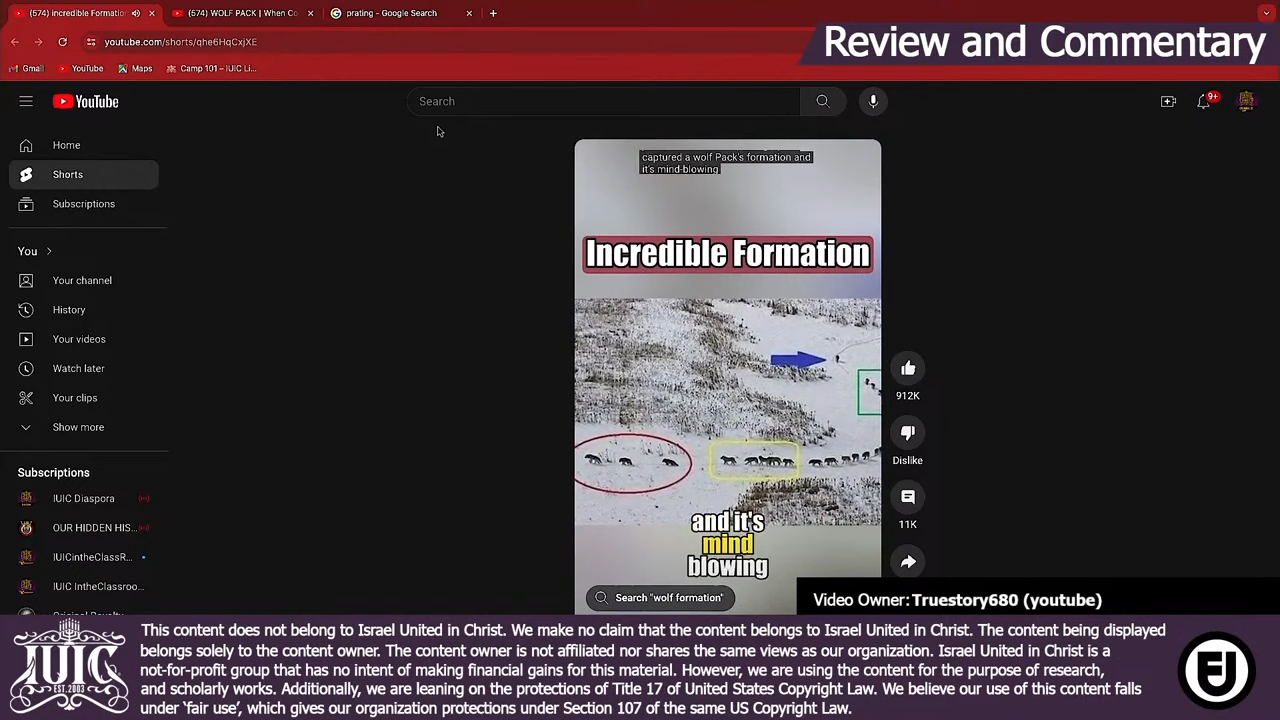 (574) Incredible Formation
(574) WOLF PACK | When Co
prating - Google Search
youtube.com/shorts/qhe6HqCxjXE
Review and Commentary
Gmail
YouTube
Maps
Camp 101 – IUIC Li...
YouTube
Search
9+
Home
Shorts
Subscriptions
You
Your channel
History
Your videos
Watch later
Your clips
Show more
Subscriptions
IUIC Diaspora
OUR HIDDEN HIS...
IUICintheClassR...
IUIC IntheClassroo...
Original Royalty
captured a wolf Pack's formation and
it's mind-blowing
Incredible Formation
and it's
mind
blowing
Search "wolf formation"
912K
Dislike
11K
Video Owner: Truestory680 (youtube)
IUIC
EST. 2003
This content does not belong to Israel United in Christ. We make no claim that the content belongs to Israel United in Christ. The content being displayed
belongs solely to the content owner. The content owner is not affiliated nor shares the same views as our organization. Israel United in Christ is a
not-for-profit group that has no intent of making financial gains for this material. However, we are using the content for the purpose of research,
and scholarly works. Additionally, we are leaning on the protections of Title 17 of United States Copyright Law. We believe our use of this content falls
under 'fair use', which gives our organization protections under Section 107 of the same US Copyright Law.